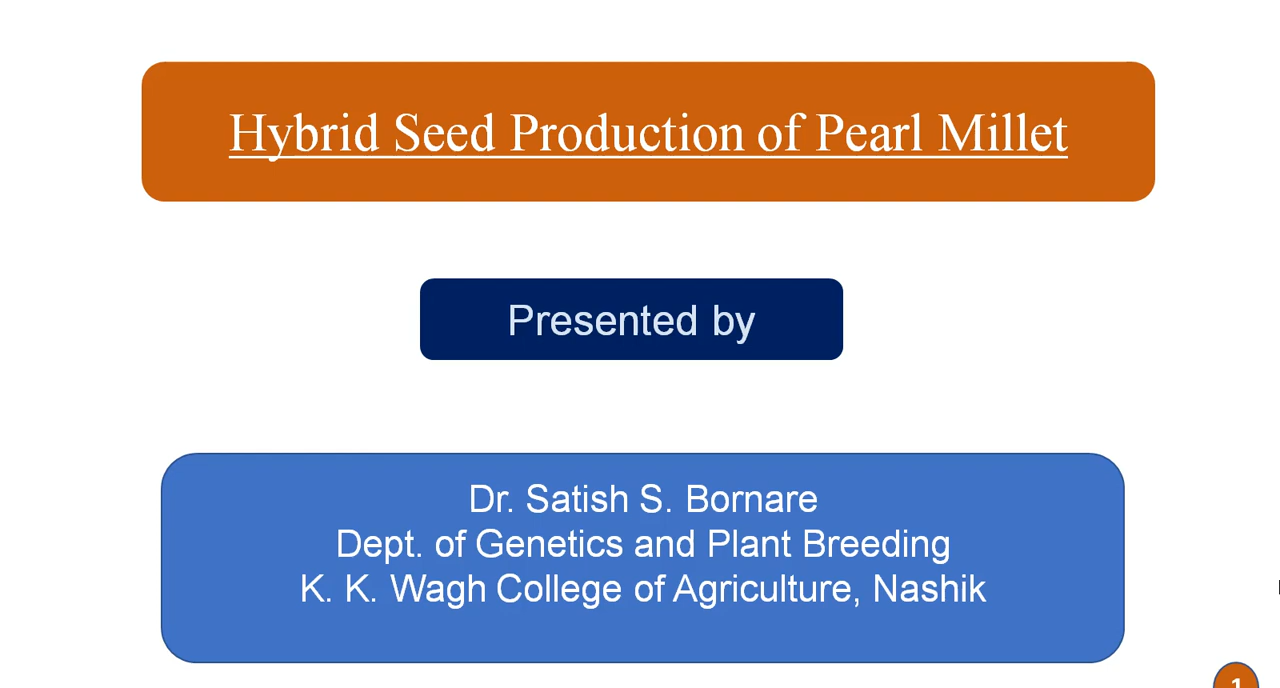 Hybrid Seed Production of Pearl Millet
Presented by
Dr. Satish S. Bornare
Dept. of Genetics and Plant Breeding
K. K. Wagh College of Agriculture, Nashik
1